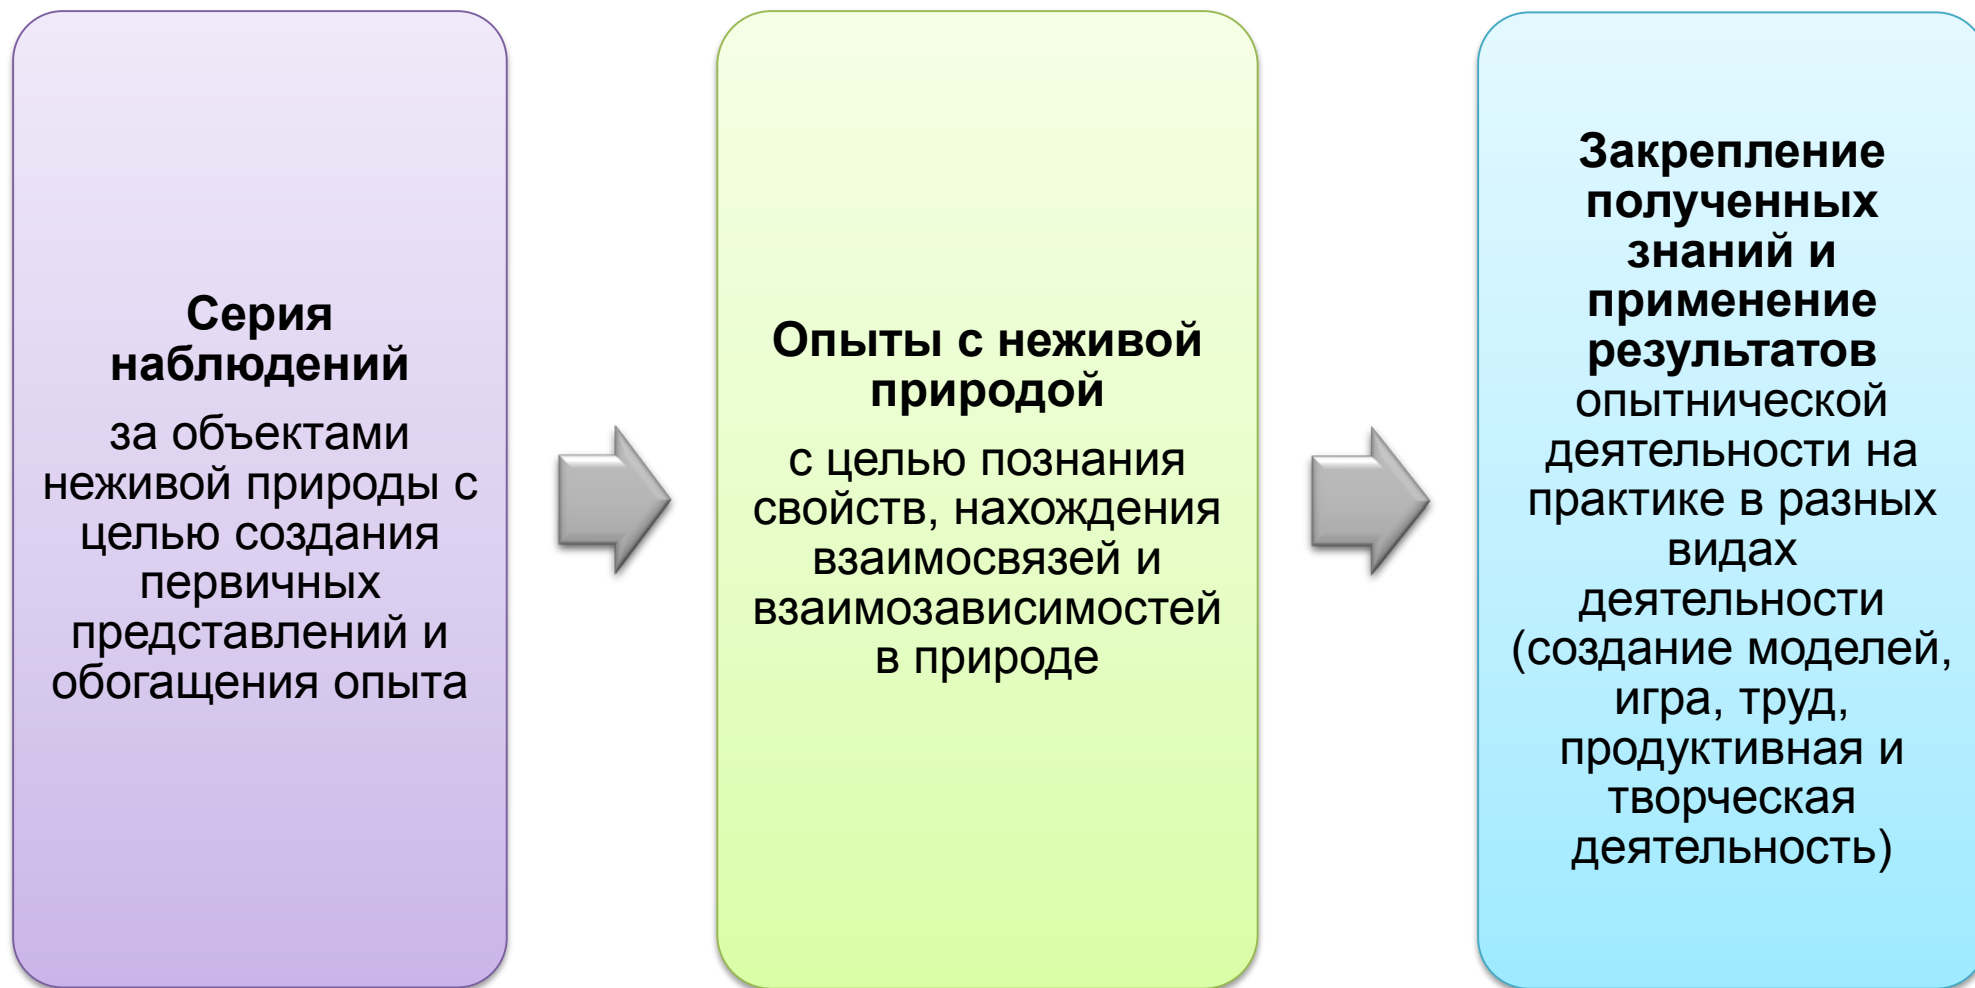 Серия
наблюдений
за объектами
неживой природы с
целью создания
первичных
представлений и
обогащения опыта
Опыты с неживой
природой
с целью познания
свойств, нахождения
взаимосвязей и
взаимозависимостей
в природе
Закрепление
полученных
знаний и
применение
результатов
опытнической
деятельности на
практике в разных
видах
деятельности
(создание моделей,
игра, труд,
продуктивная и
творческая
деятельность)